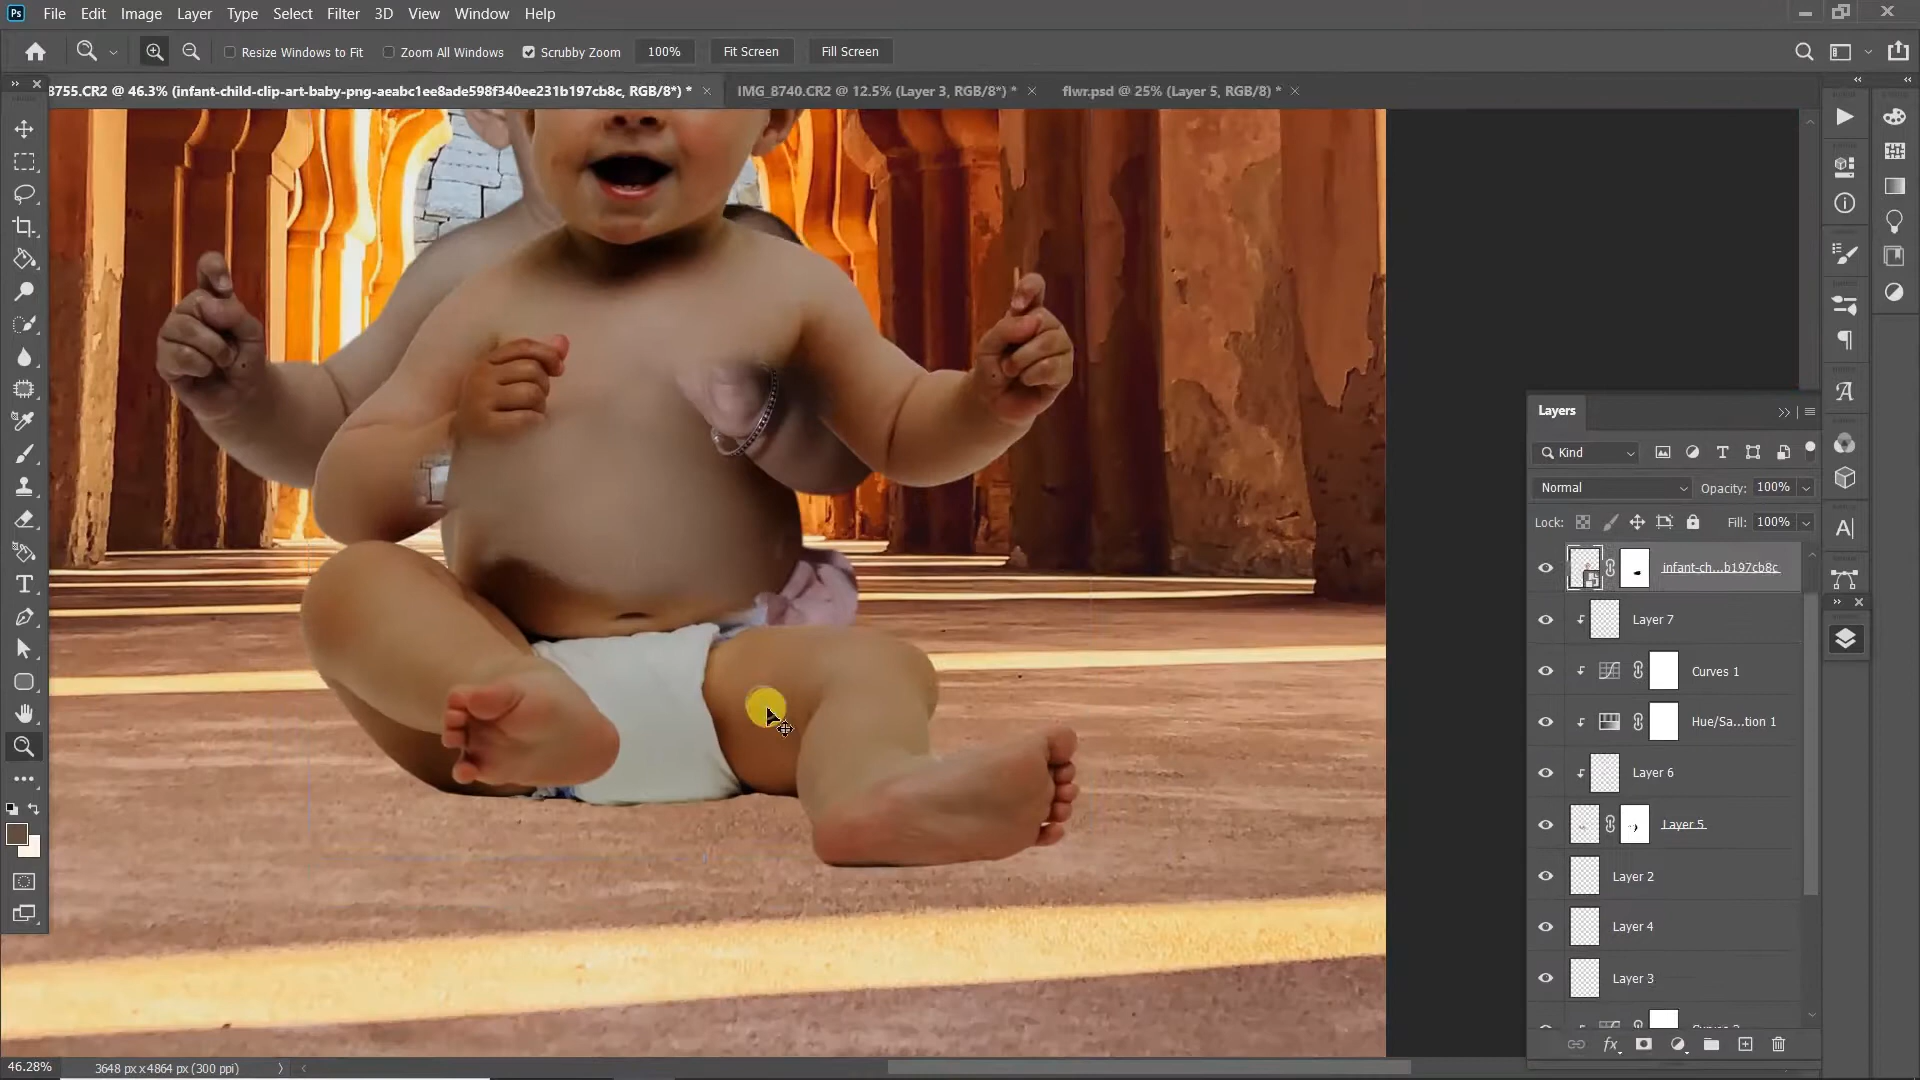 Ps File Edit Image Layer Type Select Filter 3D View Window Help
Resize Windows to Fit Zoom All Windows Scrubby Zoom 100% Fit Screen Fill Screen
8755.CR2 @ 46.3% (infant-child-clip-art-baby-png-aeabc1ee8ade598f340ee231b197cb8c, RGB/8*) * IMG_8740.CR2 @ 12.5% (Layer 3, RGB/8*) * flwr.psd @ 25% (Layer 5, RGB/8) *
Layers
Kind
Normal Opacity: 100%
Lock: Fill: 100%
infant-ch...b197cb8c
Layer 7
Curves 1
Hue/Sa...tion 1
Layer 6
Layer 5
Layer 2
Layer 4
Layer 3
46.28% 3648 px x 4864 px (300 ppi)